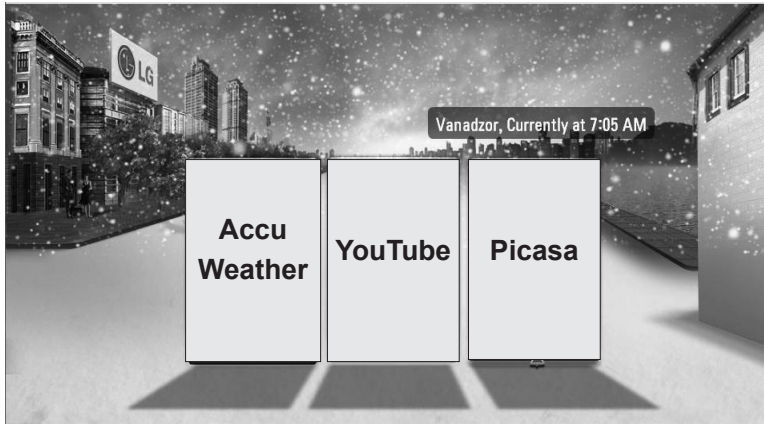 LG
Vanadzor, Currently at 7:05 AM
Accu
Weather
YouTube
Picasa